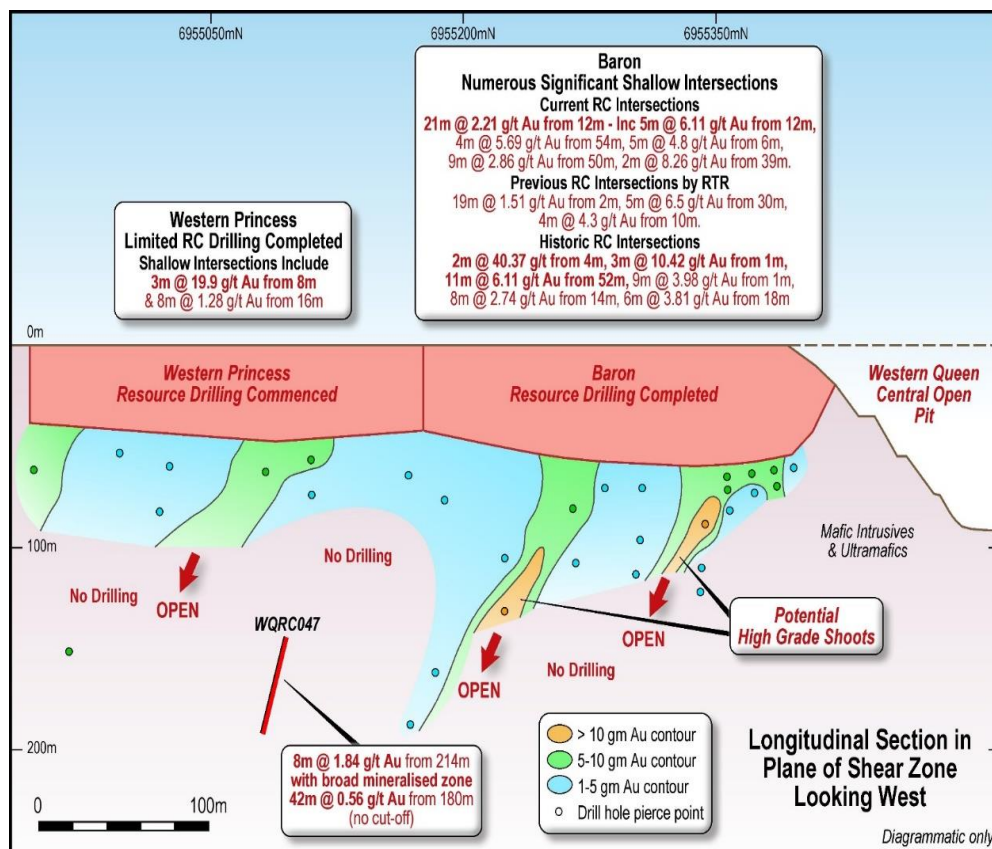 6955050mN
6955200mN
6955350mN
Baron
Numerous Significant Shallow Intersections
Current RC Intersections
21m @ 2.21 g/t Au from 12m - Inc 5m @ 6.11 g/t Au from 12m,
4m @ 5.69 g/t Au from 54m, 5m @ 4.8 g/t Au from 6m,
9m @ 2.86 g/t Au from 50m, 2m @ 8.26 g/t Au from 39m.
Previous RC Intersections by RTR
19m @ 1.51 g/t Au from 2m, 5m @ 6.5 g/t Au from 30m,
4m @ 4.3 g/t Au from 10m.
Historic RC Intersections
2m @ 40.37 g/t from 4m, 3m @ 10.42 g/t Au from 1m,
11m @ 6.11 g/t Au from 52m, 9m @ 3.98 g/t Au from 1m,
8m @ 2.74 g/t Au from 14m, 6m @ 3.81 g/t Au from 18m
Western Princess
Limited RC Drilling Completed
Shallow Intersections Include
3m @ 19.9 g/t Au from 8m
& 8m @ 1.28 g/t Au from 16m
0m
Western Princess
Resource Drilling Commenced
Baron
Resource Drilling Completed
Western Queen
Central Open
Pit
100m
No Drilling
No Drilling
Mafic Intrusives
& Ultramafics
OPEN
WQRC047
OPEN
OPEN
No Drilling
Potential
High Grade Shoots
200m
8m @ 1.84 g/t Au from 214m
with broad mineralised zone
42m @ 0.56 g/t Au from 180m
(no cut-off)
> 10 gm Au contour
5-10 gm Au contour
1-5 gm Au contour
Drill hole pierce point
Longitudinal Section in
Plane of Shear Zone
Looking West
0
100m
Diagrammatic only